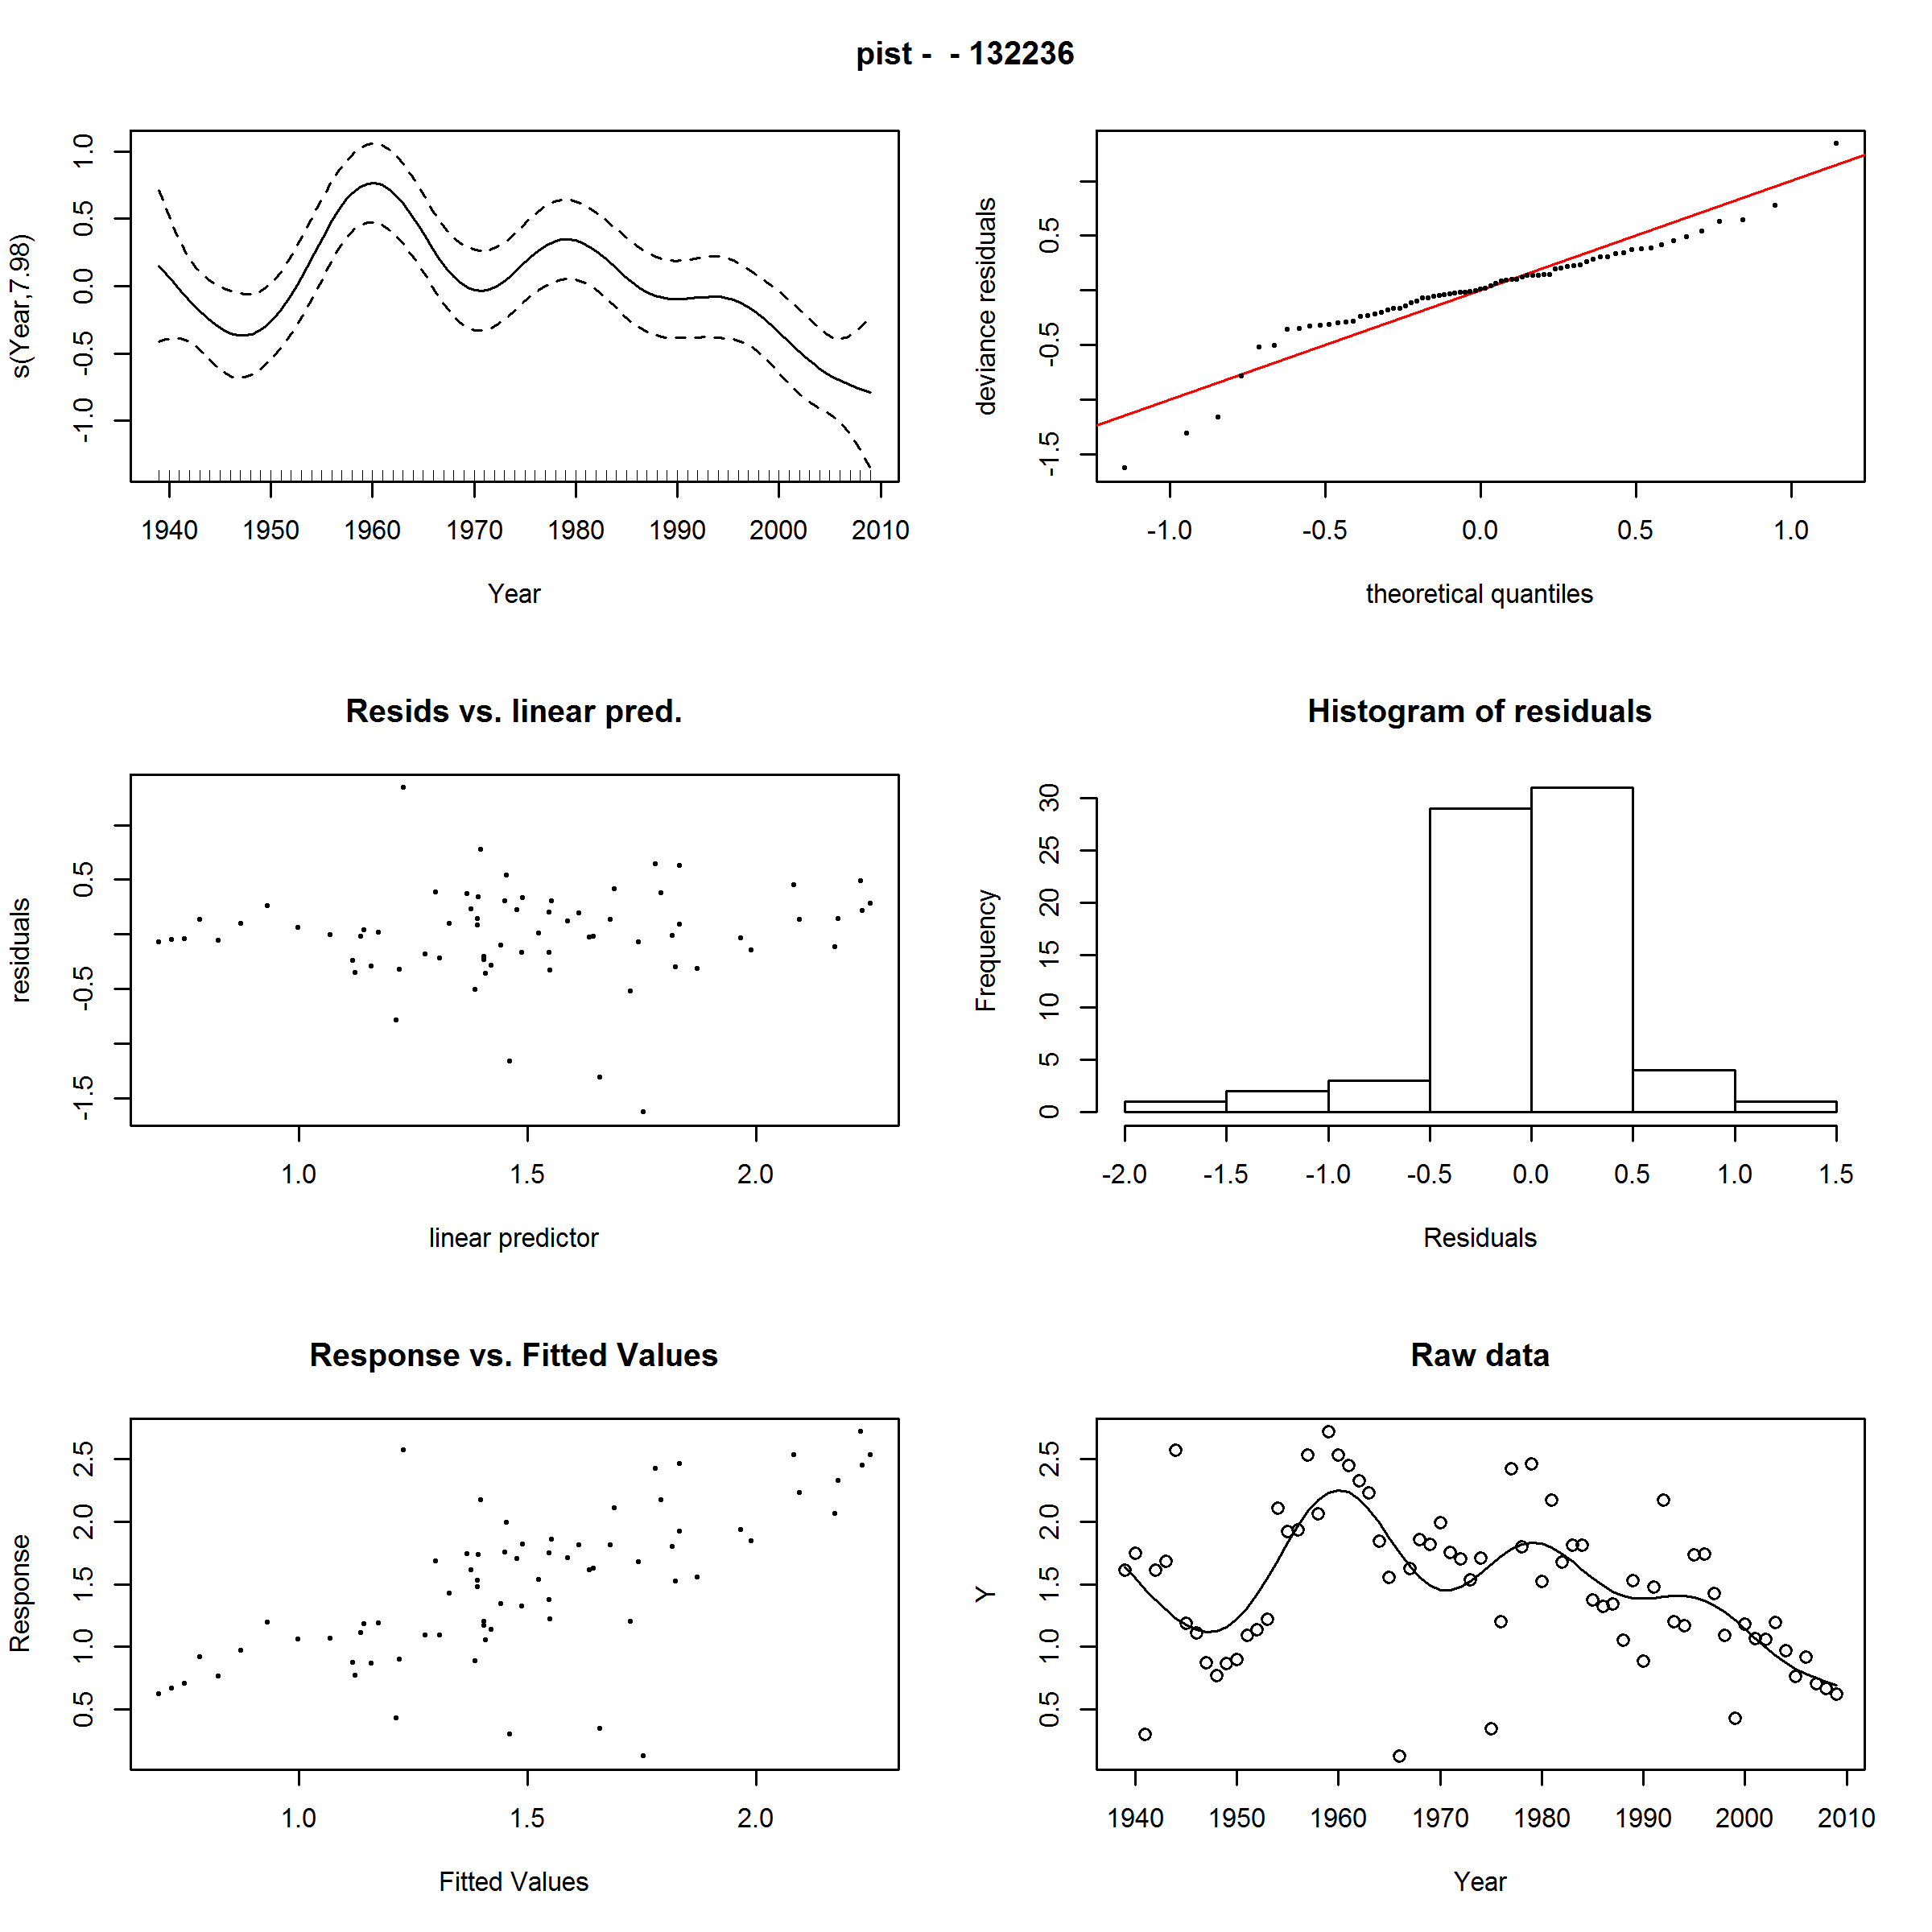 pist -  - 132236
s(Year,7.98)
1.0
0.5
0.0
-0.5
-1.0
1940 1950 1960 1970 1980 1990 2000 2010
Year
deviance residuals
0.5
-0.5
-1.5
-1.0 -0.5 0.0 0.5 1.0
theoretical quantiles
Resids vs. linear pred.
residuals
0.5
-0.5
-1.5
1.0 1.5 2.0
linear predictor
Histogram of residuals
Frequency
30
25
20
15
10
5
0
-2.0 -1.5 -1.0 -0.5 0.0 0.5 1.0 1.5
Residuals
Response vs. Fitted Values
Response
2.5
2.0
1.5
1.0
0.5
1.0 1.5 2.0
Fitted Values
Raw data
Y
2.5
2.0
1.5
1.0
0.5
1940 1950 1960 1970 1980 1990 2000 2010
Year